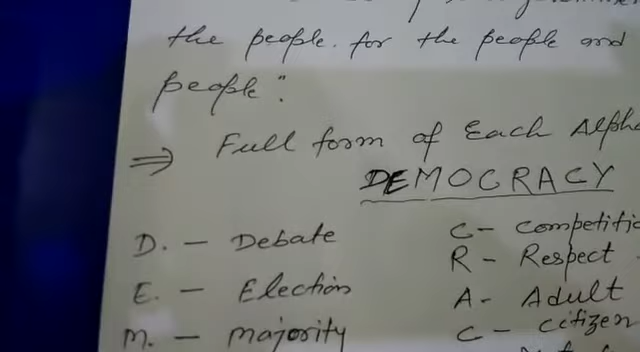 the people. for the people and
people".
⇒ Full form of Each Alpha
DEMOCRACY
D. - Debate
E. - Election
M. - Majority
C - Competitio
R - Respect
A - Adult
C - Citizen